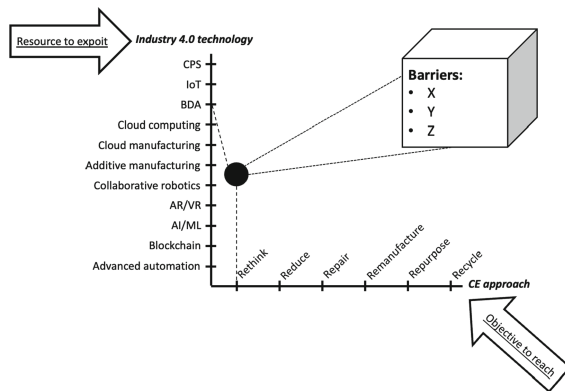 Resource to expoit
Industry 4.0 technology
CPS
IoT
BDA
Cloud computing
Cloud manufacturing
Additive manufacturing
Collaborative robotics
AR/VR
AI/ML
Blockchain
Advanced automation
Barriers:
• X
• Y
• Z
Rethink
Reduce
Repair
Remanufacture
Repurpose
Recycle
CE approach
Objective to reach